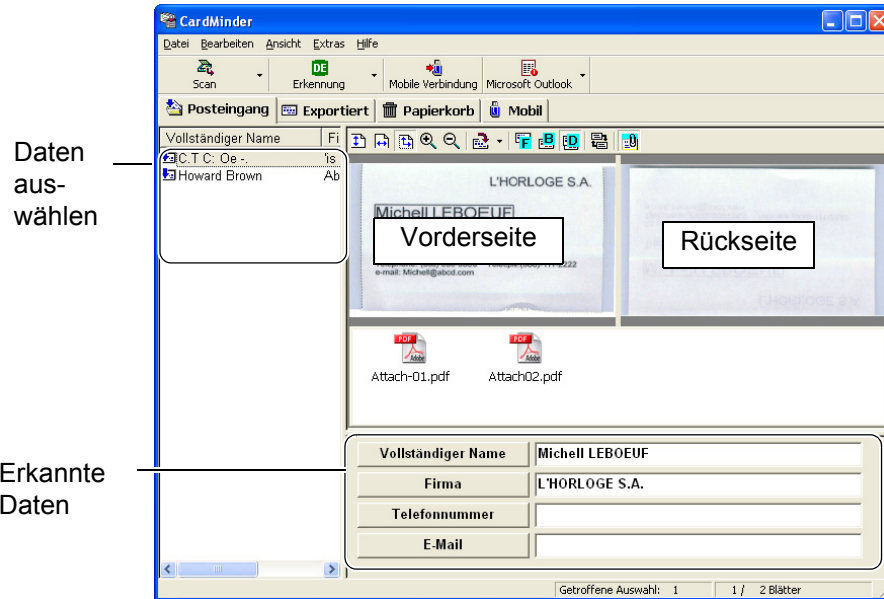 CardMinder
Datei Bearbeiten Ansicht Extras Hilfe
Scan Erkennung Mobile Verbindung Microsoft Outlook
Posteingang Exportiert Papierkorb Mobil
Vollständiger Name Fi
C.T C: Oe -. 'is
Howard Brown Ab
Daten
aus-
wählen
L'HORLOGE S.A.
Michell LEBOEUF
Vorderseite
e-mail: Michell@abcd.com
Rückseite
Attach-01.pdf Attach02.pdf
Erkannte
Daten
Vollständiger Name Michell LEBOEUF
Firma L'HORLOGE S.A.
Telefonnummer
E-Mail
Getroffene Auswahl: 1 1 / 2 Blätter